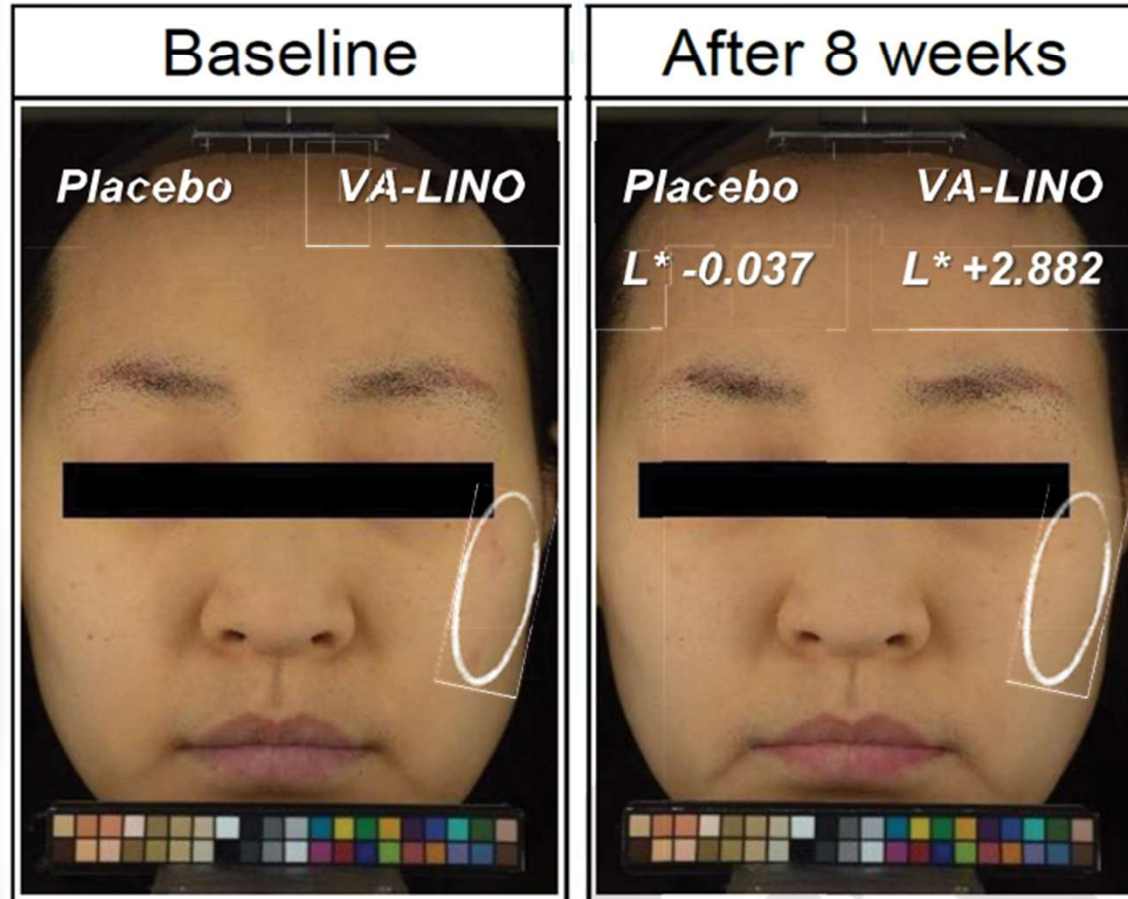 Baseline
After 8 weeks
Placebo VA-LINO
Placebo VA-LINO
L* -0.037 L* +2.882